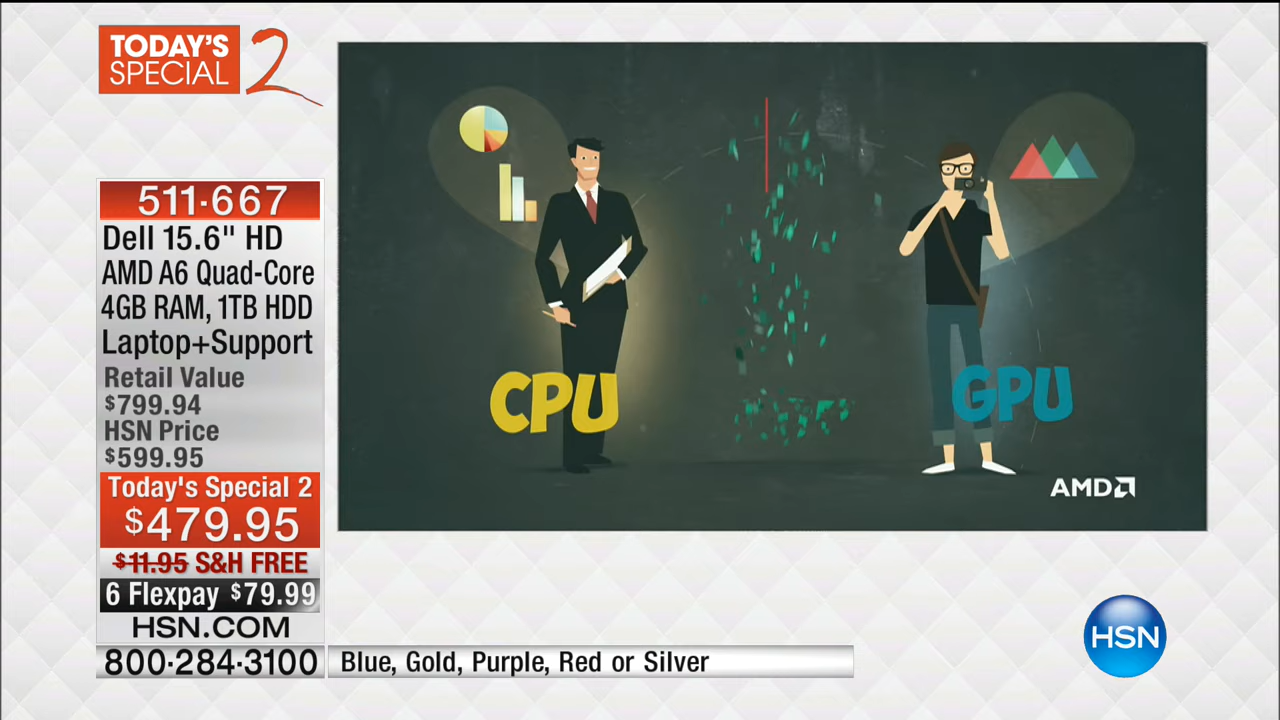 TODAY'S
SPECIAL 2
511·667
Dell 15.6" HD
AMD A6 Quad-Core
4GB RAM, 1TB HDD
Laptop+Support
Retail Value
$799.94
HSN Price
$599.95
Today's Special 2
$479.95
$11.95 S&H FREE
6 Flexpay $79.99
HSN.COM
800·284·3100
Blue, Gold, Purple, Red or Silver
CPU
GPU
AMD
HSN